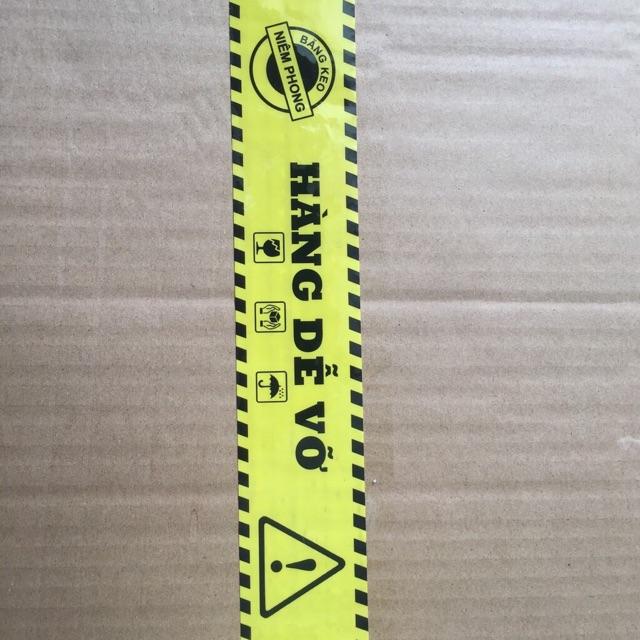 BĂNG KEO
NIÊM PHONG
HÀNG DỄ VỠ